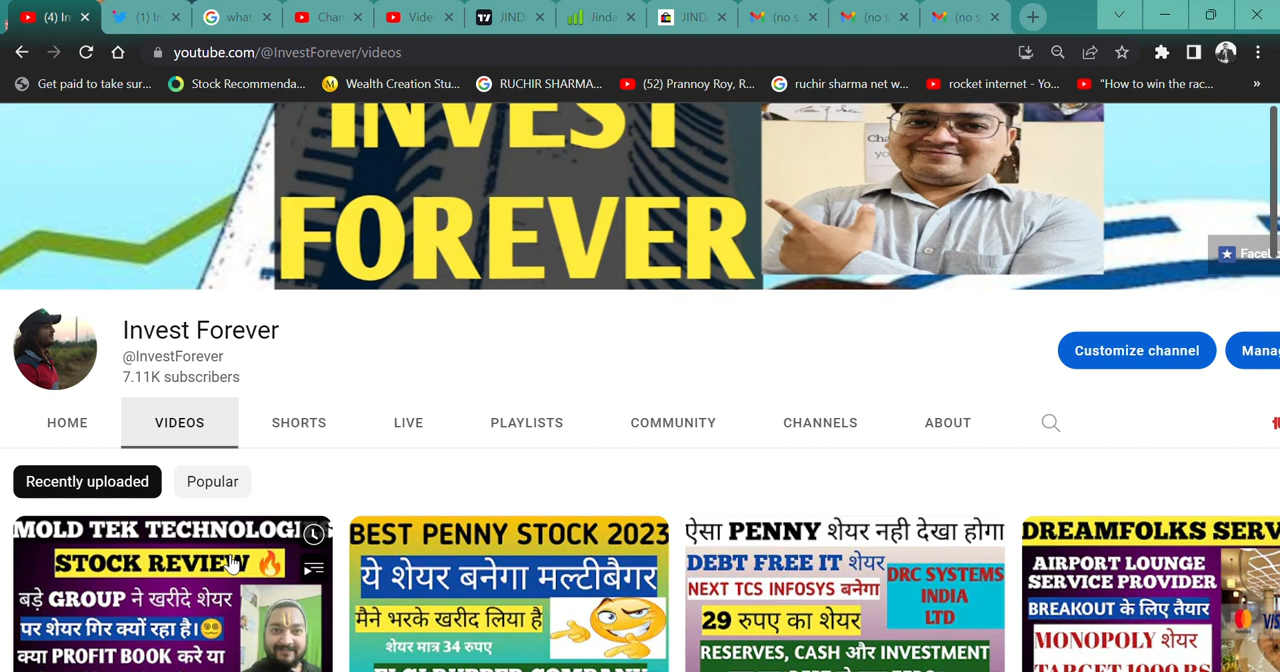 (4) In
(1) In
what
Chan
Vide
JIND
Jinda
JIND
(no s
(no s
(no s
youtube.com/@InvestForever/videos
Get paid to take sur...
Stock Recommenda...
Wealth Creation Stu...
RUCHIR SHARMA...
(52) Prannoy Roy, R...
ruchir sharma net w...
rocket internet - Yo...
"How to win the rac...
»
INVEST
FOREVER
Invest Forever
@InvestForever
7.11K subscribers
Customize channel
HOME
VIDEOS
SHORTS
LIVE
PLAYLISTS
COMMUNITY
CHANNELS
ABOUT
Recently uploaded
Popular
MOLD TEK TECHNOLOGI
STOCK REVIEW
बड़े GROUP ने खरीदे शेयर
पर शेयर गिर क्यों रहा है।
क्या PROFIT BOOK करे या
BEST PENNY STOCK 2023
ये शेयर बनेगा मल्टीबैगर
मैने भरके खरीद लिया है
शेयर मात्र 34 रुपए
ऐसा PENNY शेयर नही देखा होगा
DEBT FREE IT शेयर
NEXT TCS INFOSYS बनेगा
DRC SYSTEMS
INDIA
LTD
29 रुपए का शेयर
RESERVES, CASH और INVESTMENT
DREAMFOLKS SERV
AIRPORT LOUNGE
SERVICE PROVIDER
BREAKOUT के लिए तैयार
MONOPOLY शेयर